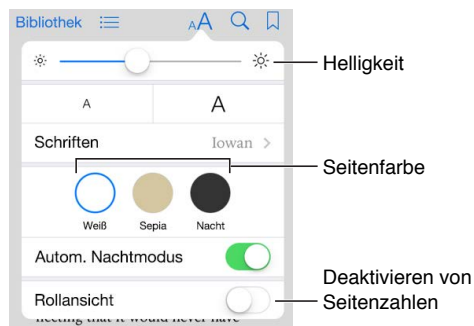 Bibliothek AA
Helligkeit
A A
Schriften Iowan >
Seitenfarbe
Weiß Sepia Nacht
Autom. Nachtmodus
Deaktivieren von
Seitenzahlen
Rollansicht
that it would never have